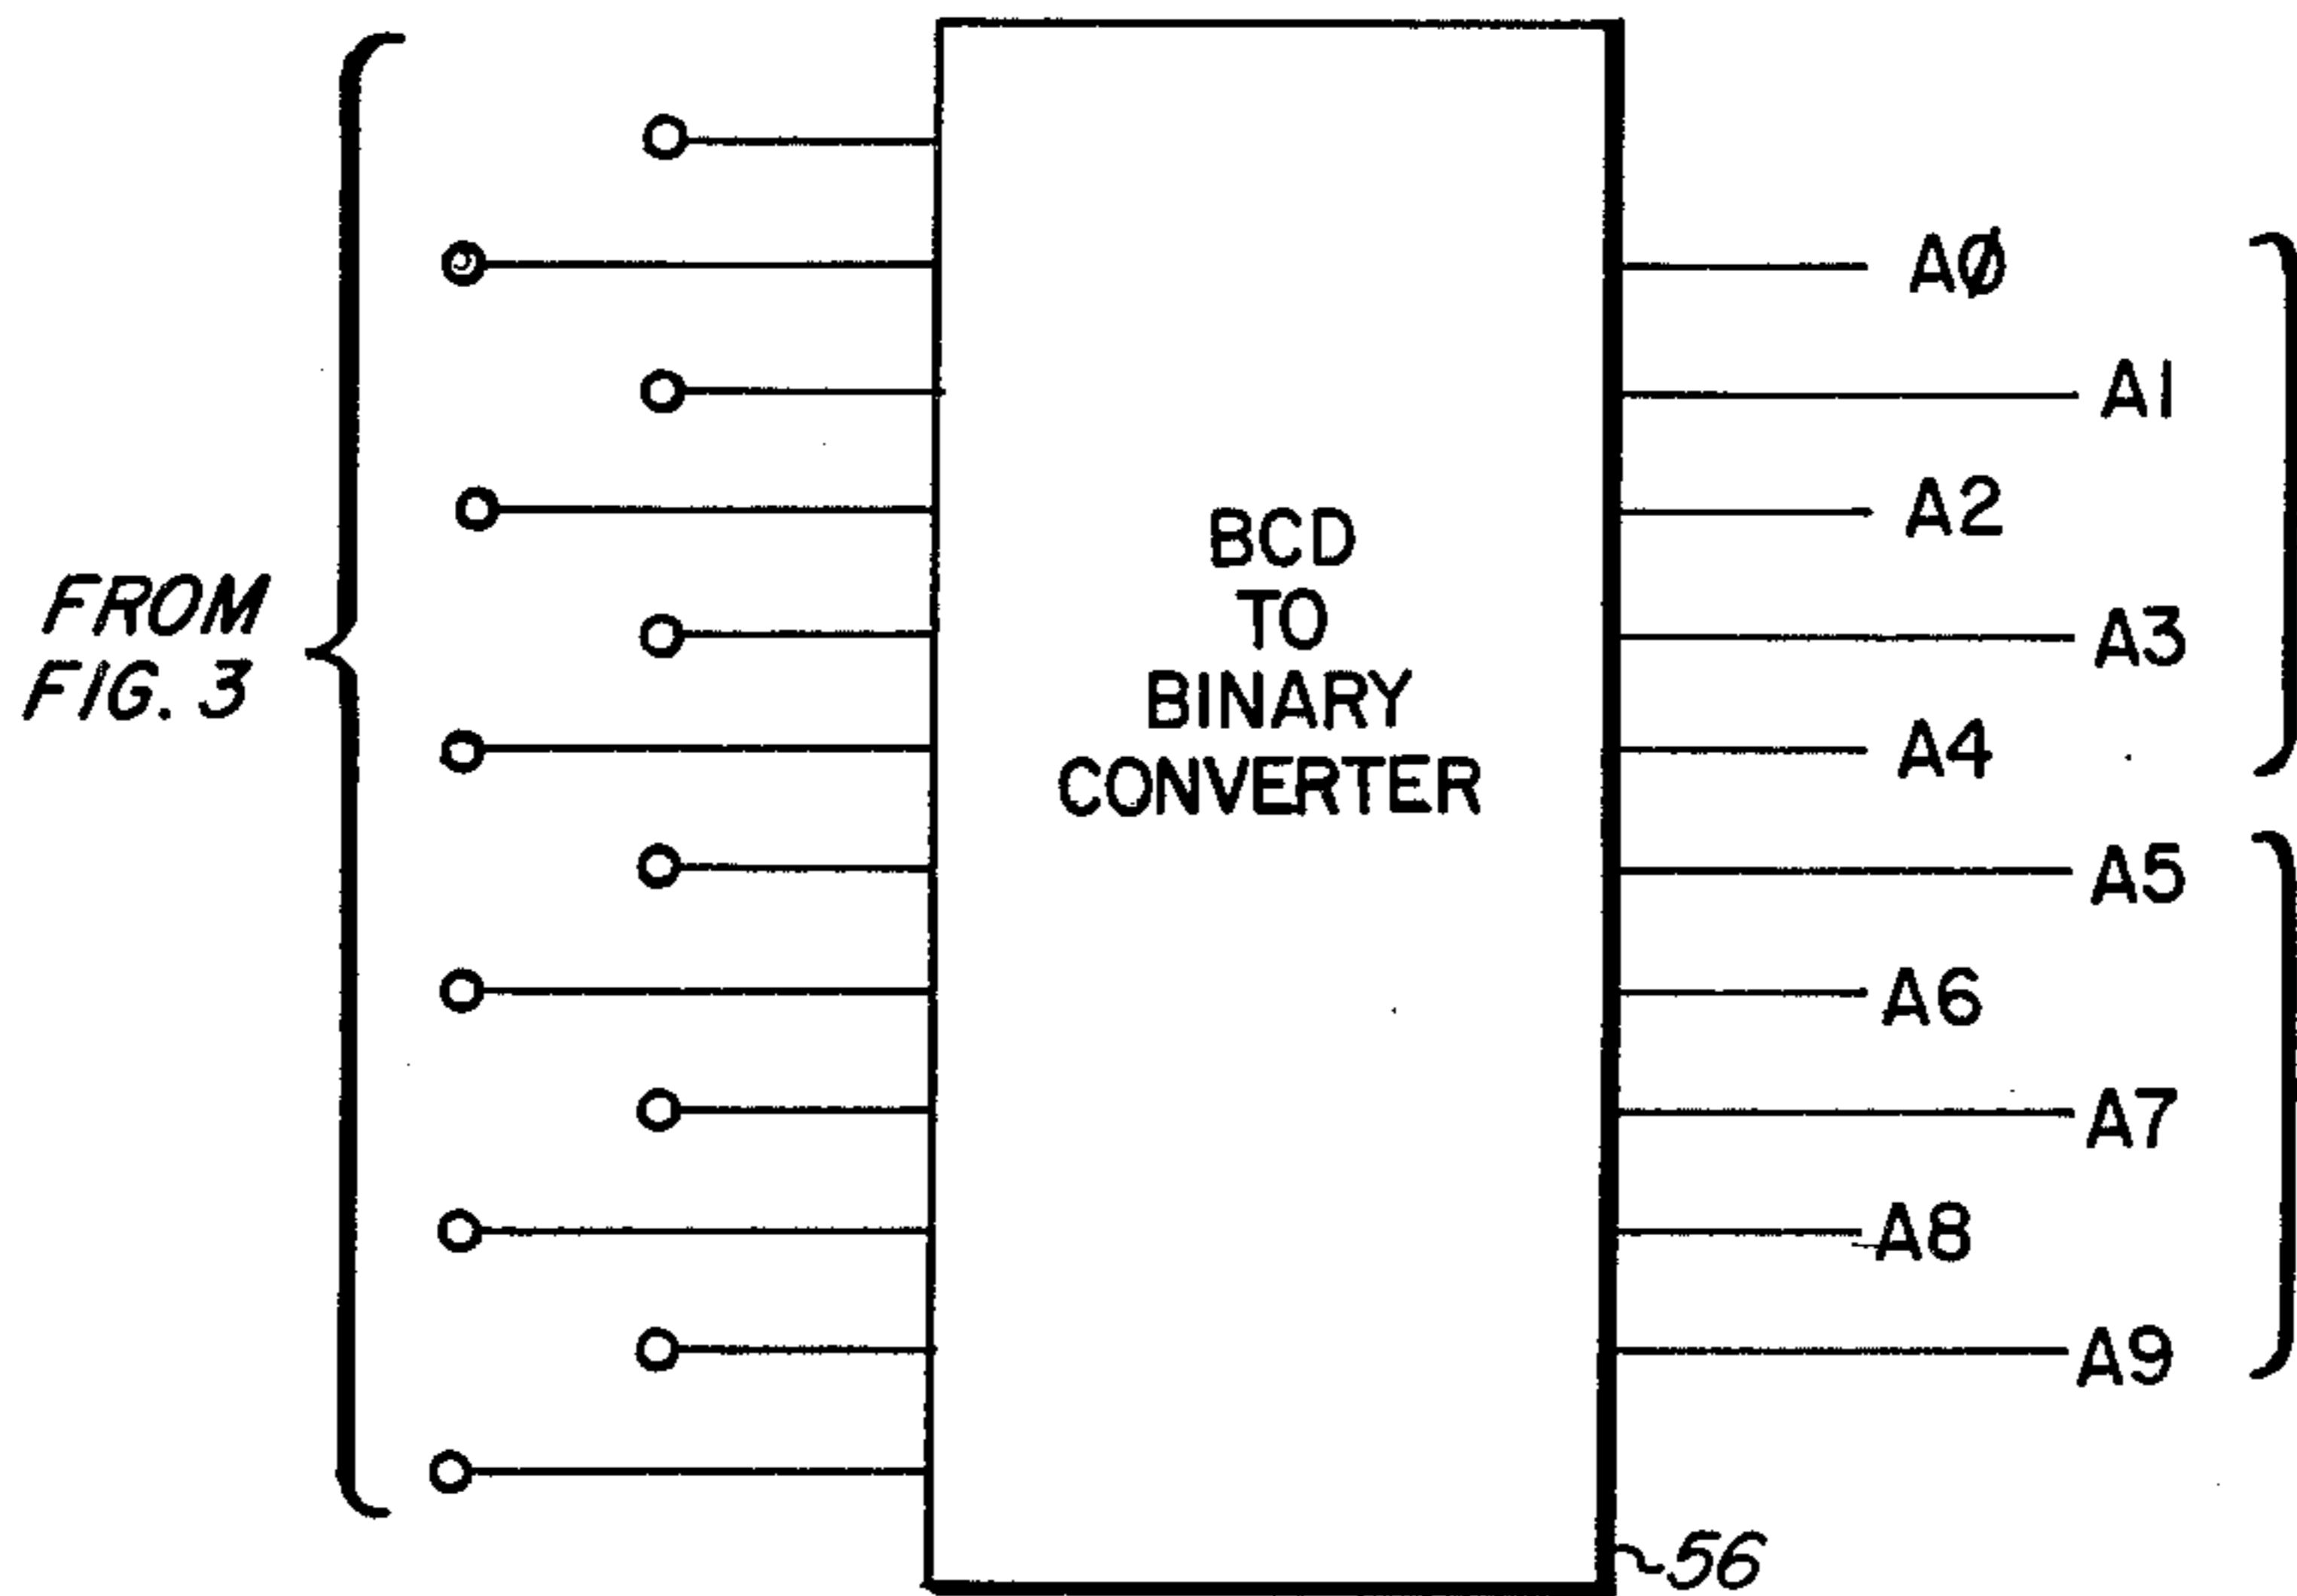 FROM
FIG. 3
BCD
TO
BINARY
CONVERTER
AØ
A1
A2
A3
A4
A5
A6
A7
A8
A9
56